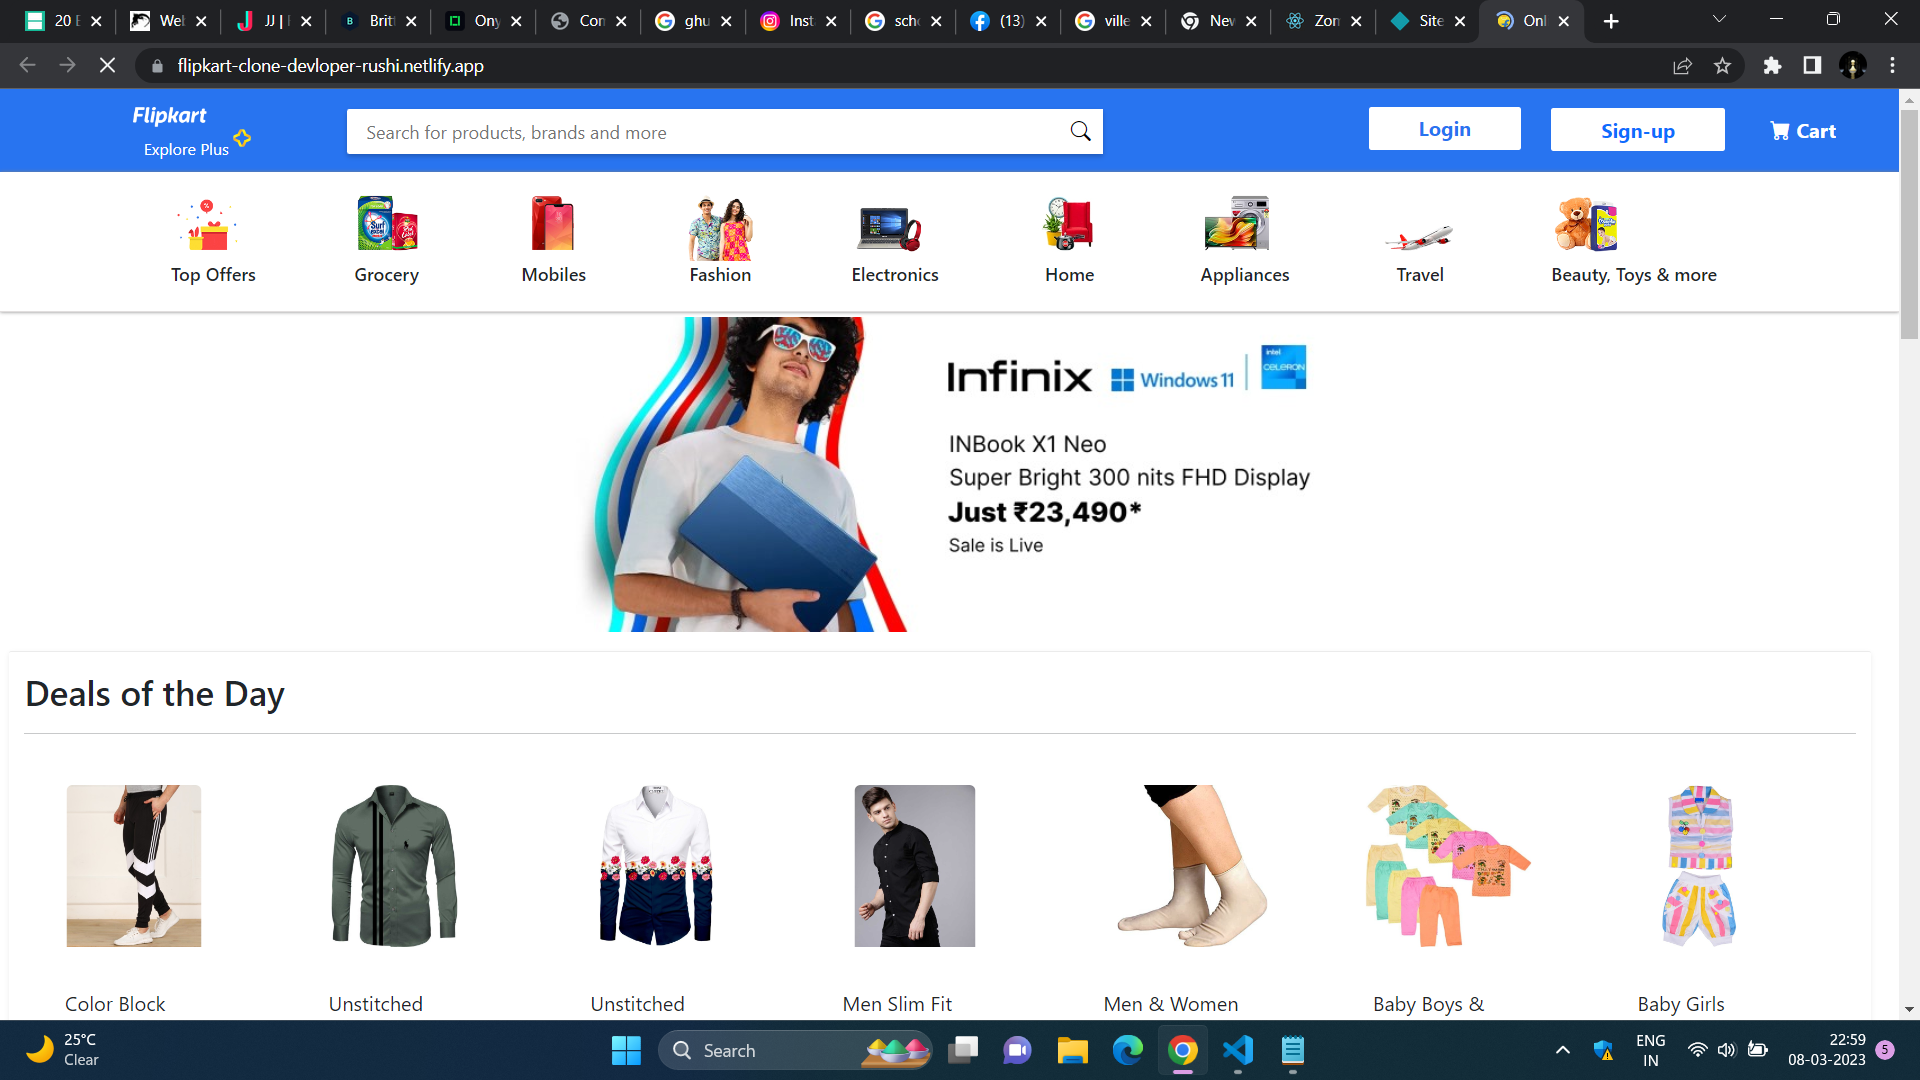 20 E
Wel
JJ | I
Brit
Ony
Con
ghu
Inst
scho
(13)
ville
Nev
Zon
Site
Onl
flipkart-clone-devloper-rushi.netlify.app
Flipkart
Explore Plus
Search for products, brands and more
Login
Sign-up
Cart
Top Offers
Grocery
Mobiles
Fashion
Electronics
Home
Appliances
Travel
Beauty, Toys & more
Infinix
Windows 11
intel
CELERON
INBook X1 Neo
Super Bright 300 nits FHD Display
Just ₹23,490*
Sale is Live
Deals of the Day
Color Block
Unstitched
Unstitched
Men Slim Fit
Men & Women
Baby Boys &
Baby Girls
25°C
Clear
Search
ENG
IN
22:59
08-03-2023
5